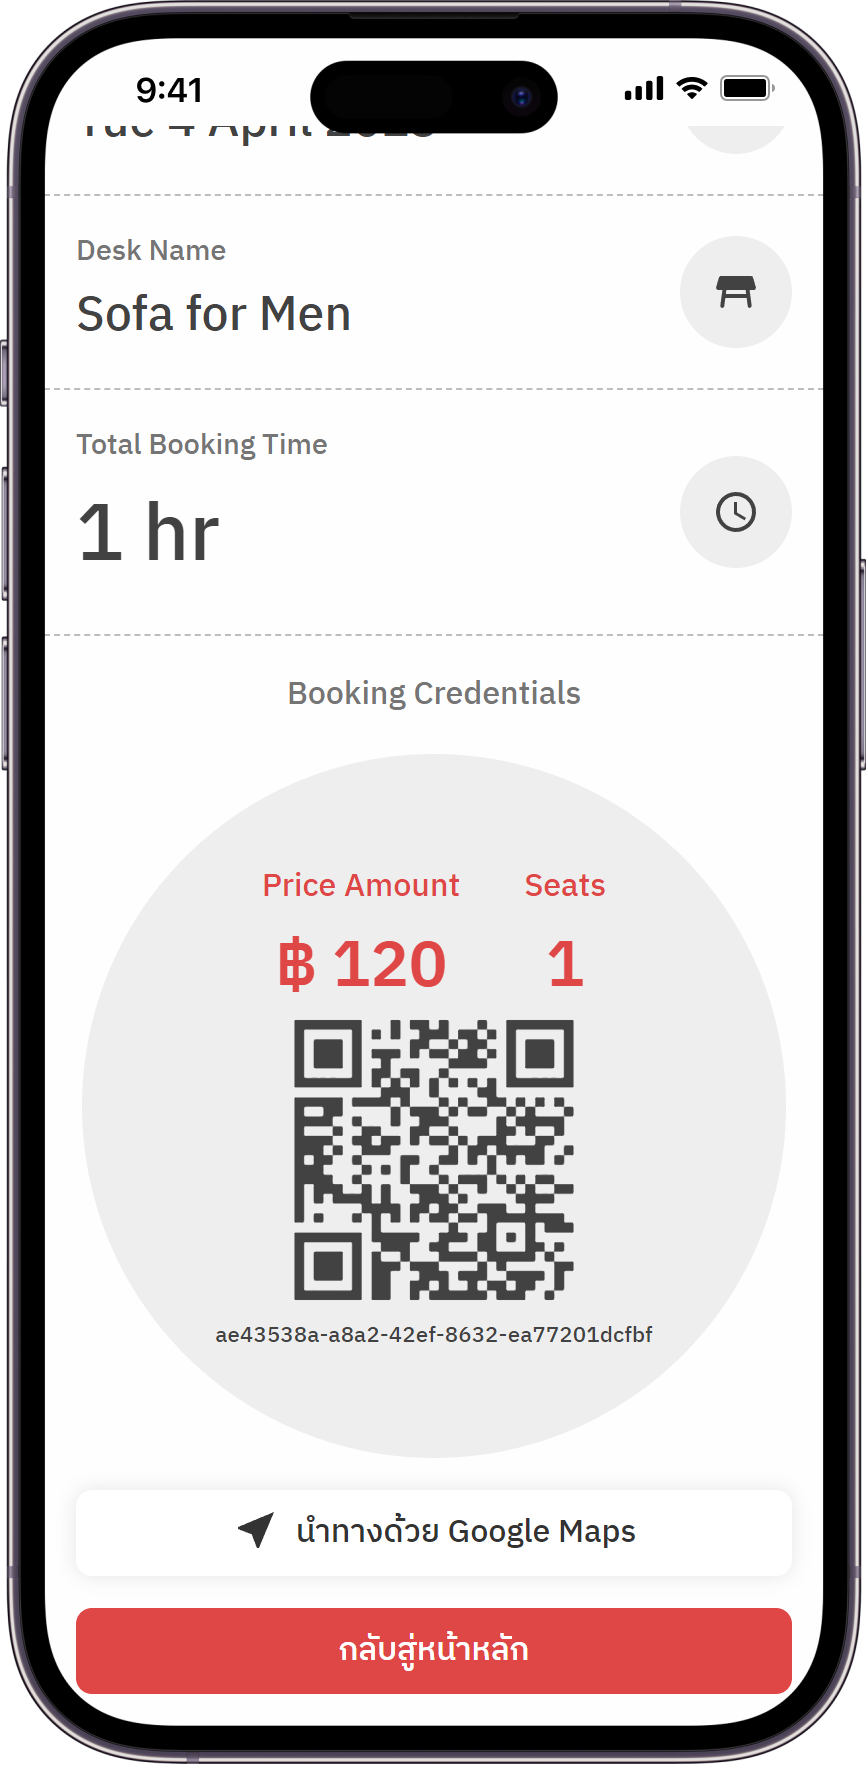 9:41
Tue 4 April 2023
Desk Name
Sofa for Men
Total Booking Time
1 hr
Booking Credentials
Price Amount Seats
฿ 120 1
ae43538a-a8a2-42ef-8632-ea77201dcfbf
นำทางด้วย Google Maps
กลับสู่หน้าหลัก